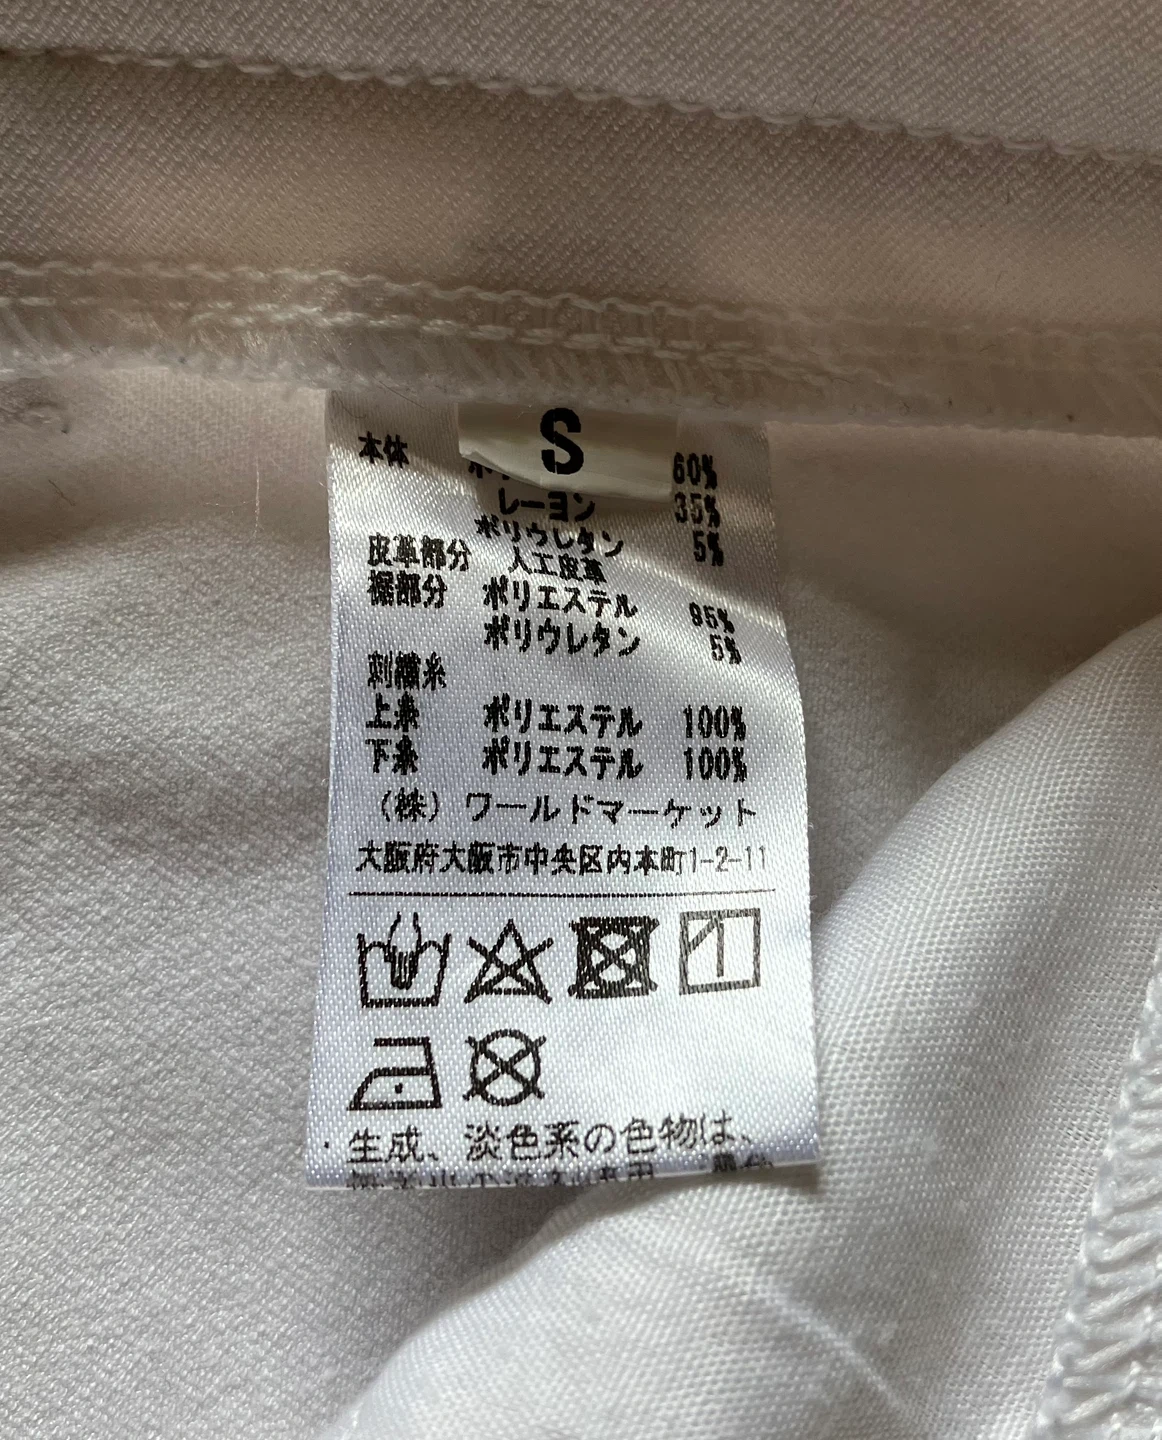 S
本体 60%
レーヨン 35%
ポリウレタン 5%
皮革部分 人工皮革
裾部分 ポリエステル 95%
ポリウレタン 5%
刺繍糸
上糸 ポリエステル 100%
下糸 ポリエステル 100%
(株) ワールドマーケット
大阪府大阪市中央区内本町1-2-11
・生成、淡色系の色物は、